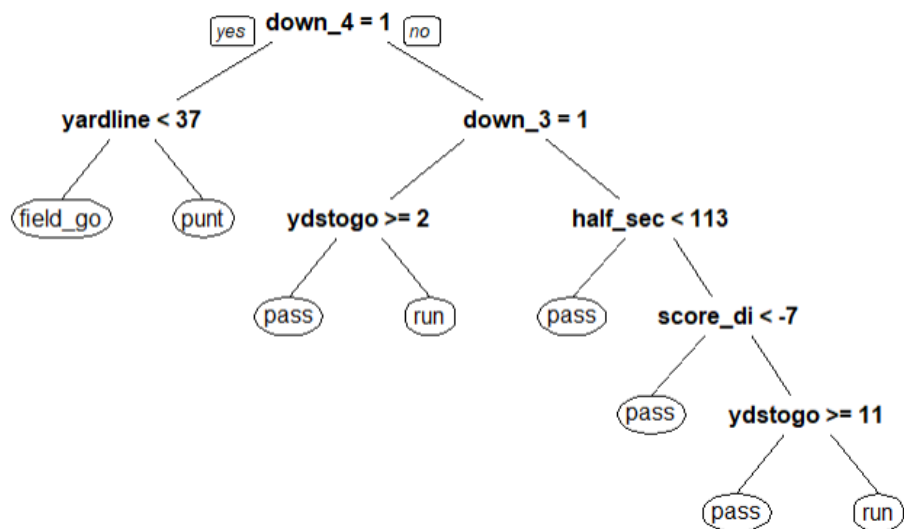 yes down_4 = 1 no
yardline < 37 down_3 = 1
field_go punt ydstogo >= 2 half_sec < 113
pass run pass score_di < -7
pass ydstogo >= 11
pass run